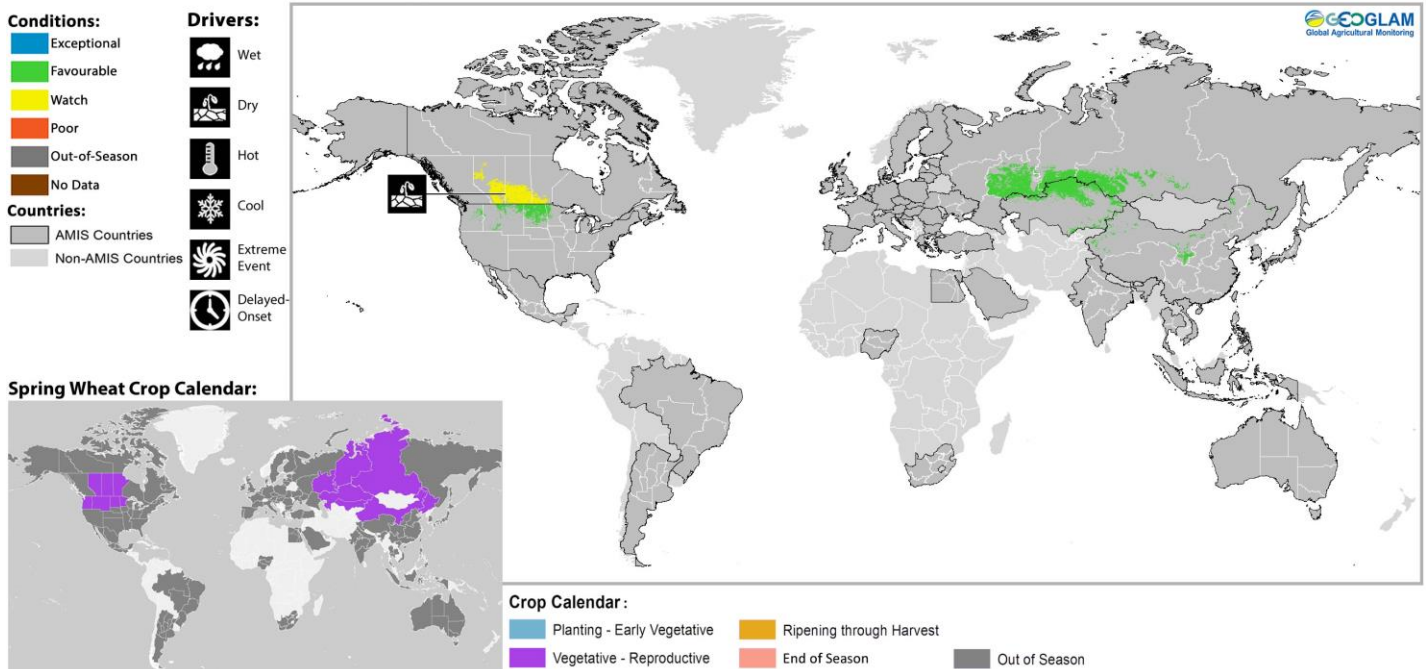 Conditions:
Exceptional
Favourable
Watch
Poor
Out-of-Season
No Data
Countries:
AMIS Countries
Non-AMIS Countries
Drivers:
Wet
Dry
Hot
Cool
Extreme
Event
Delayed-
Onset
GEOGLAM
Global Agricultural Monitoring
Spring Wheat Crop Calendar:
Crop Calendar :
Planting - Early Vegetative
Ripening through Harvest
Vegetative - Reproductive
End of Season
Out of Season